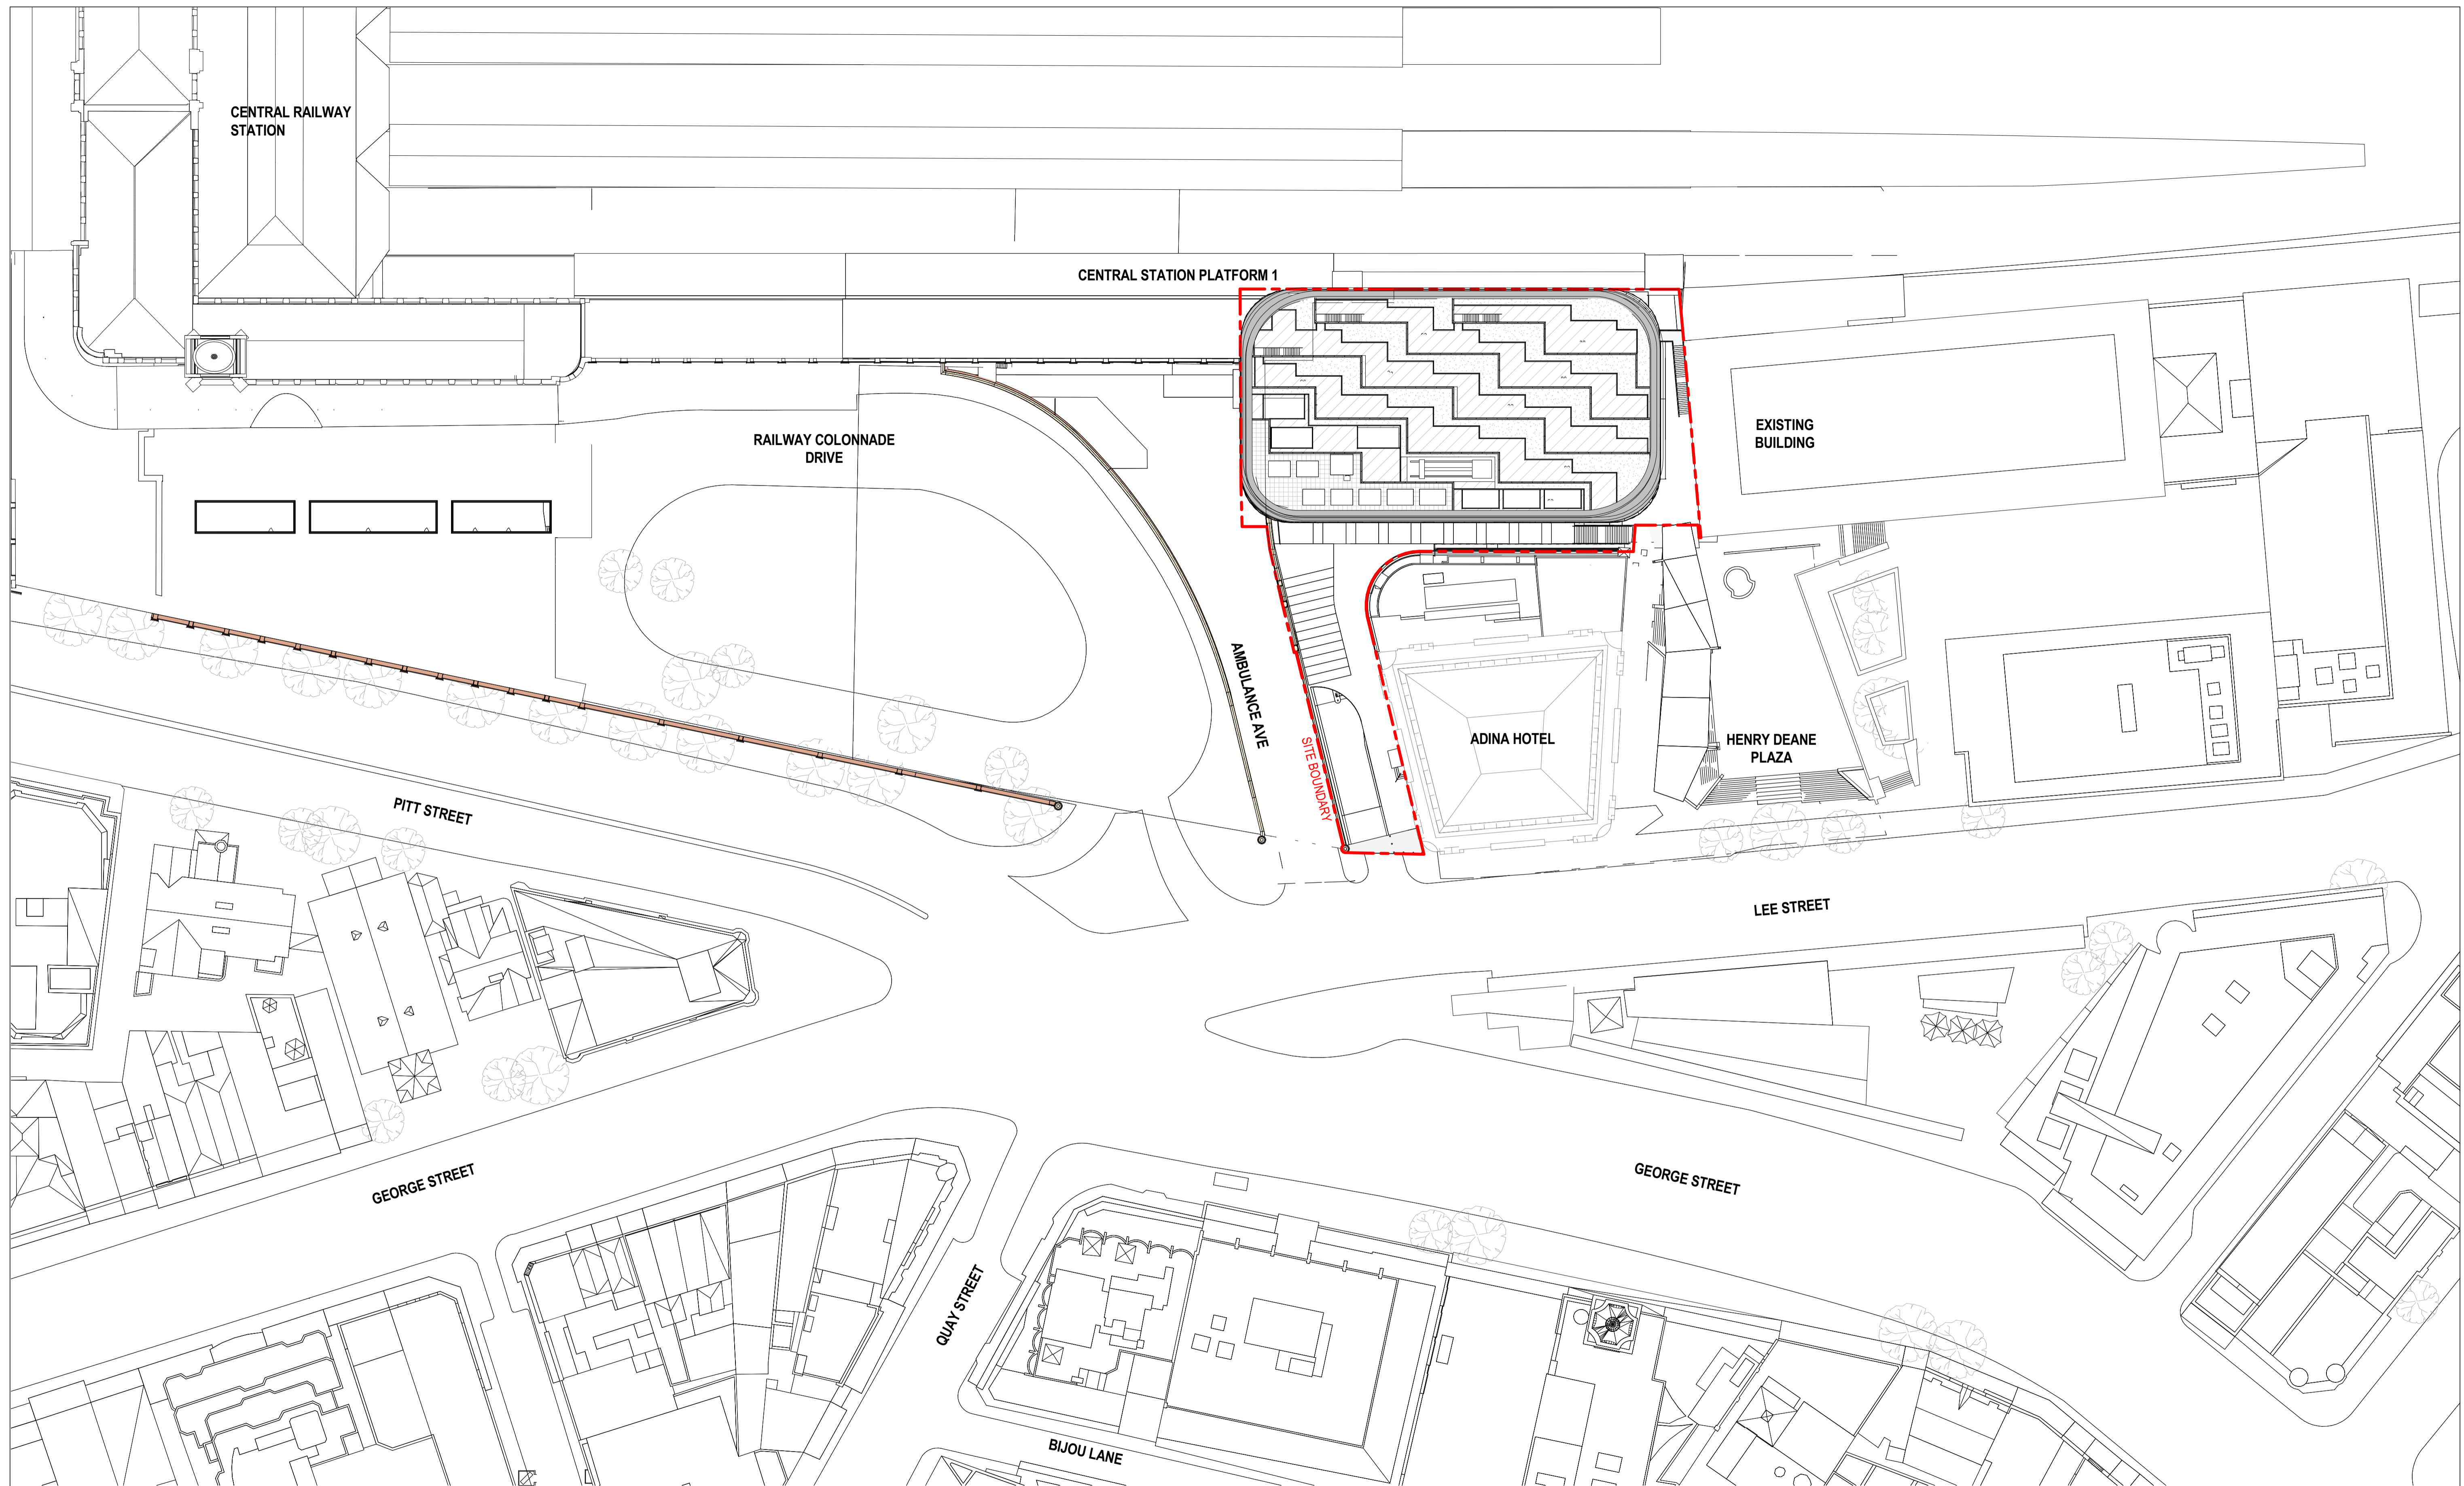 CENTRAL RAILWAY
STATION
CENTRAL STATION PLATFORM 1
RAILWAY COLONNADE
DRIVE
EXISTING
BUILDING
AMBULANCE AVE
SITE BOUNDARY
ADINA HOTEL
HENRY DEANE
PLAZA
PITT STREET
LEE STREET
GEORGE STREET
GEORGE STREET
QUAY STREET
BIJOU LANE